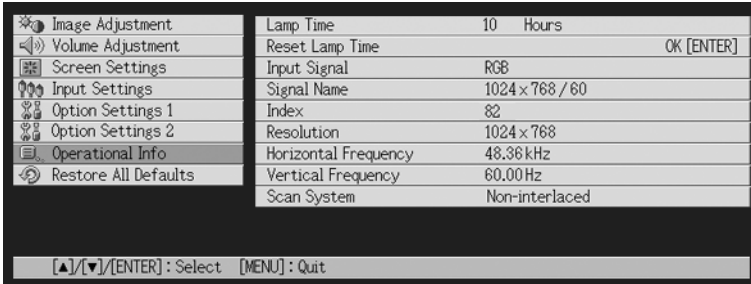 Image Adjustment
Volume Adjustment
Screen Settings
Input Settings
Option Settings 1
Option Settings 2
Operational Info
Restore All Defaults
Lamp Time 10 Hours
Reset Lamp Time OK [ENTER]
Input Signal RGB
Signal Name 1024×768/60
Index 82
Resolution 1024×768
Horizontal Frequency 48.36kHz
Vertical Frequency 60.00Hz
Scan System Non-interlaced
[▲]/[▼]/[ENTER]:Select [MENU]:Quit